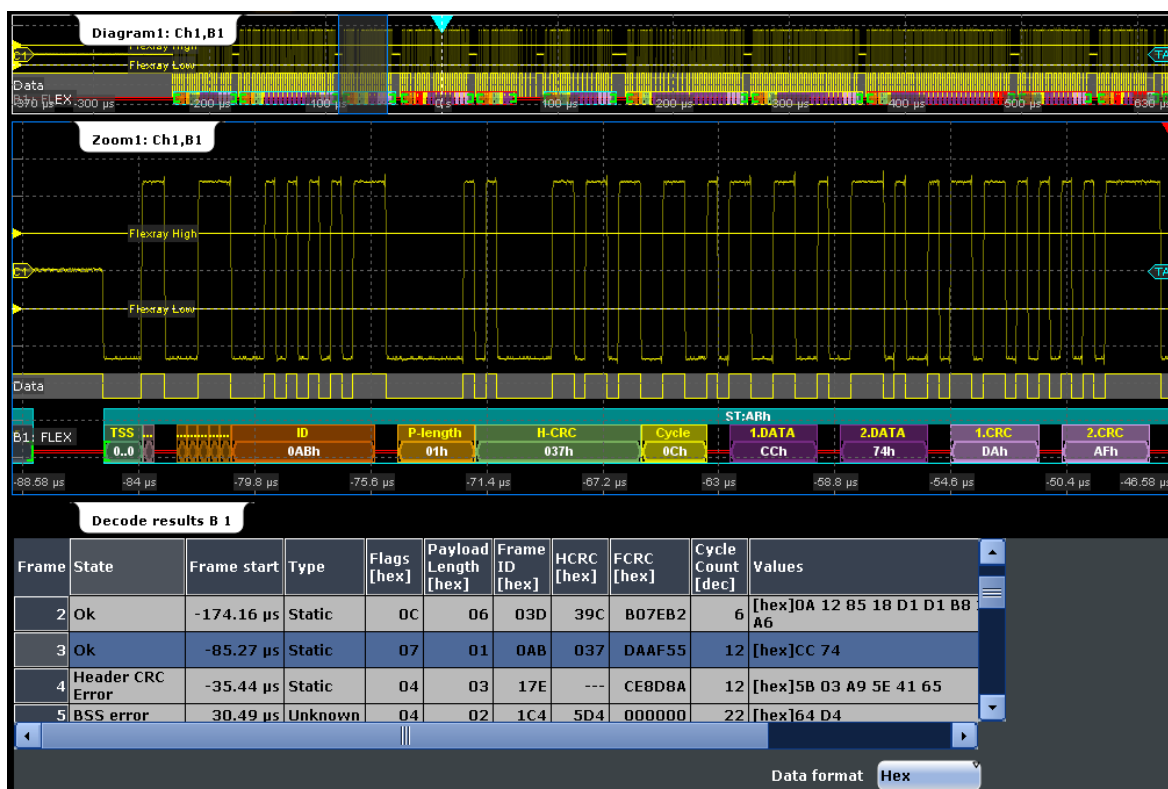 Diagram1: Ch1,B1
Flexray High
C1
Flexray Low
TA
Data
B1: FLEX
-370 µs -300 µs -200 µs -100 µs 0 s 100 µs 200 µs 300 µs 400 µs 500 µs 630 µs
Zoom1: Ch1,B1
Flexray High
C1
TA
Flexray Low
Data
ST:ABh
B1: FLEX
TSS ... ID P-length H-CRC Cycle 1.DATA 2.DATA 1.CRC 2.CRC
0..0 0ABh 01h 037h 0Ch CCh 74h DAh AFh
-88.58 µs -84 µs -79.8 µs -75.6 µs -71.4 µs -67.2 µs -63 µs -58.8 µs -54.6 µs -50.4 µs -46.58 µs
Decode results B 1
Frame State Frame start Type Flags [hex] Payload Length [hex] Frame ID [hex] HCRC [hex] FCRC [hex] Cycle Count [dec] Values
2 Ok -174.16 µs Static 0C 06 03D 39C B07EB2 6 [hex]0A 12 85 18 D1 D1 B8
A6
3 Ok -85.27 µs Static 07 01 0AB 037 DAAF55 12 [hex]CC 74
4 Header CRC Error -35.44 µs Static 04 03 17E --- CE8D8A 12 [hex]5B 03 A9 5E 41 65
5 BSS error 30.49 µs Unknown 04 02 1C4 5D4 000000 22 [hex]64 D4
Data format Hex